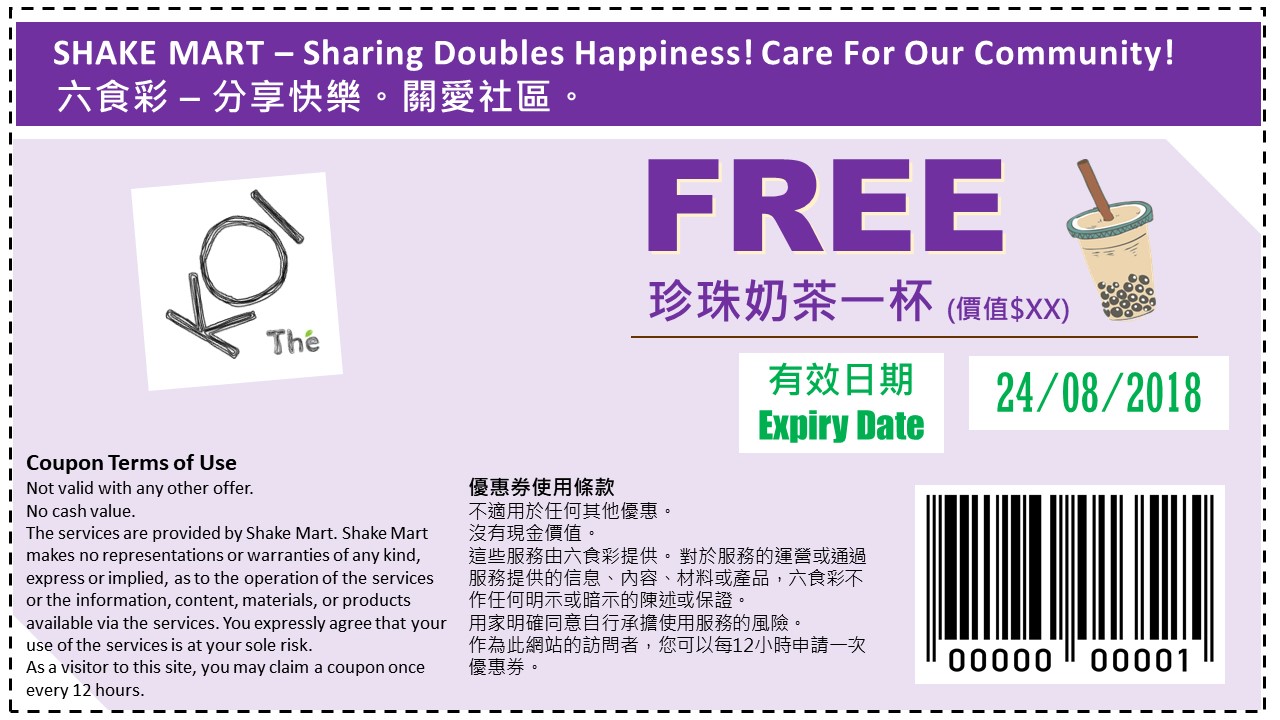 SHAKE MART – Sharing Doubles Happiness! Care For Our Community!
六食彩 – 分享快樂。關愛社區。
KOI
Thé
FREE
珍珠奶茶一杯 (價值$XX)
有效日期
Expiry Date
24/08/2018
Coupon Terms of Use
Not valid with any other offer.
No cash value.
The services are provided by Shake Mart. Shake Mart
makes no representations or warranties of any kind,
express or implied, as to the operation of the services
or the information, content, materials, or products
available via the services. You expressly agree that your
use of the services is at your sole risk.
As a visitor to this site, you may claim a coupon once
every 12 hours.
優惠券使用條款
不適用於任何其他優惠。
沒有現金價值。
這些服務由六食彩提供。 對於服務的運營或通過
服務提供的信息、內容、材料或產品，六食彩不
作任何明示或暗示的陳述或保證。
用家明確同意自行承擔使用服務的風險。
作為此網站的訪問者，您可以每12小時申請一次
優惠券。
00000 00001